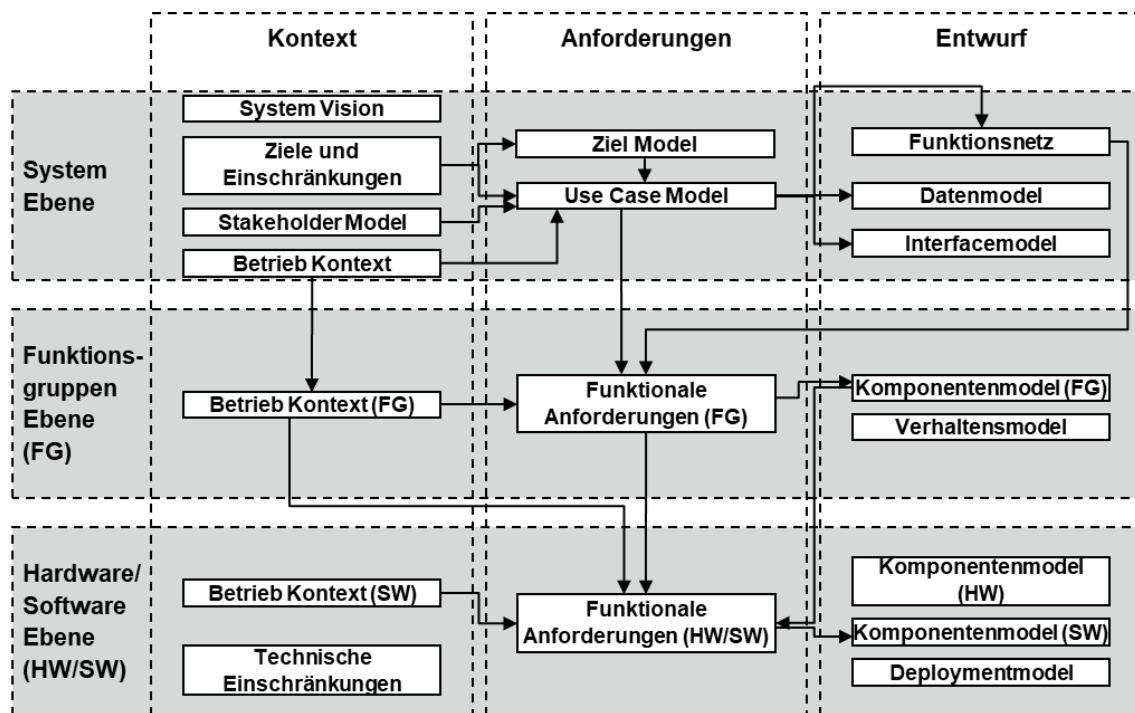 Kontext
Anforderungen
Entwurf
System
Ebene
System Vision
Ziele und
Einschränkungen
Stakeholder Model
Betrieb Kontext
Ziel Model
Use Case Model
Funktionsnetz
Datenmodel
Interfacemodel
Funktions-
gruppen
Ebene
(FG)
Betrieb Kontext (FG)
Funktionale
Anforderungen (FG)
Komponentenmodel (FG)
Verhaltensmodel
Hardware/
Software
Ebene
(HW/SW)
Betrieb Kontext (SW)
Technische
Einschränkungen
Funktionale
Anforderungen (HW/SW)
Komponentenmodel
(HW)
Komponentenmodel (SW)
Deploymentmodel